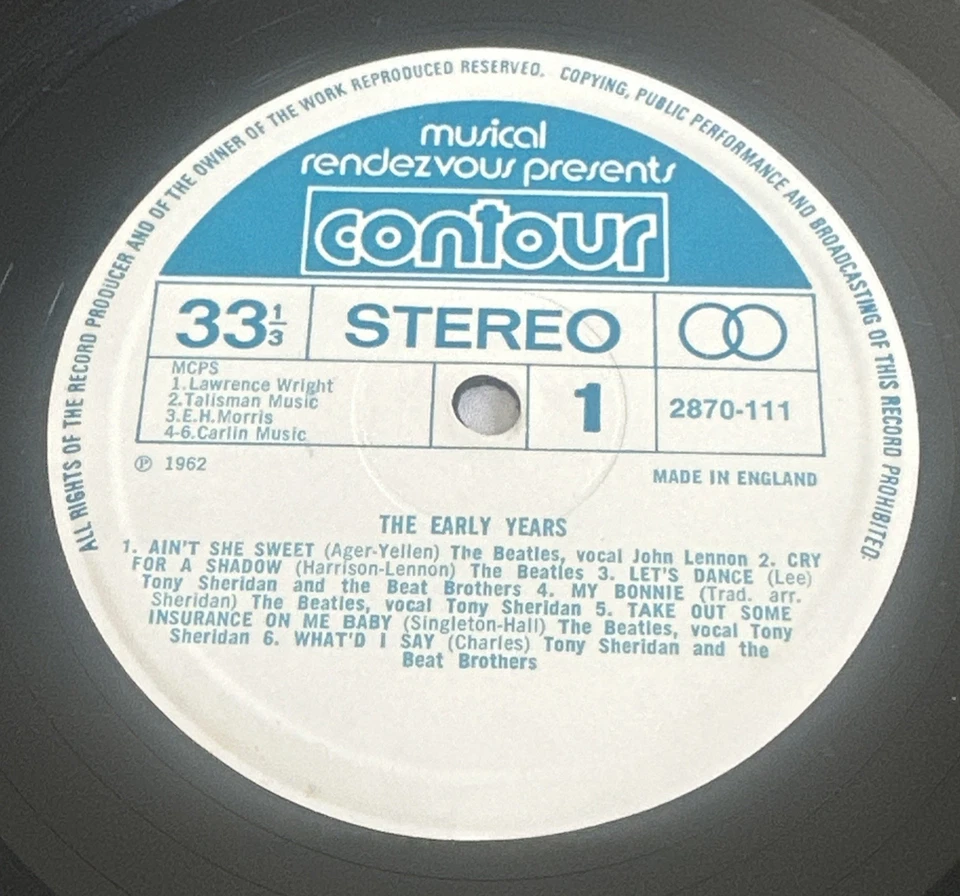 ALL RIGHTS OF THE RECORD PRODUCER AND OF THE OWNER OF THE WORK REPRODUCED RESERVED. COPYING, PUBLIC PERFORMANCE AND BROADCASTING OF THIS RECORD PROHIBITED.
musical
rendezvous presents
contour
33 1/3
STEREO
MCPS
1.Lawrence Wright
2.Talisman Music
3.E.H.Morris
4-6.Carlin Music
1
2870-111
℗ 1962
MADE IN ENGLAND
THE EARLY YEARS
1. AIN'T SHE SWEET (Ager-Yellen) The Beatles, vocal John Lennon 2. CRY
FOR A SHADOW (Harrison-Lennon) The Beatles 3. LET'S DANCE (Lee)
Tony Sheridan and the Beat Brothers 4. MY BONNIE (Trad. arr.
Sheridan) The Beatles, vocal Tony Sheridan 5. TAKE OUT SOME
INSURANCE ON ME BABY (Singleton-Hall) The Beatles, vocal Tony
Sheridan 6. WHAT'D I SAY (Charles) Tony Sheridan and the
Beat Brothers